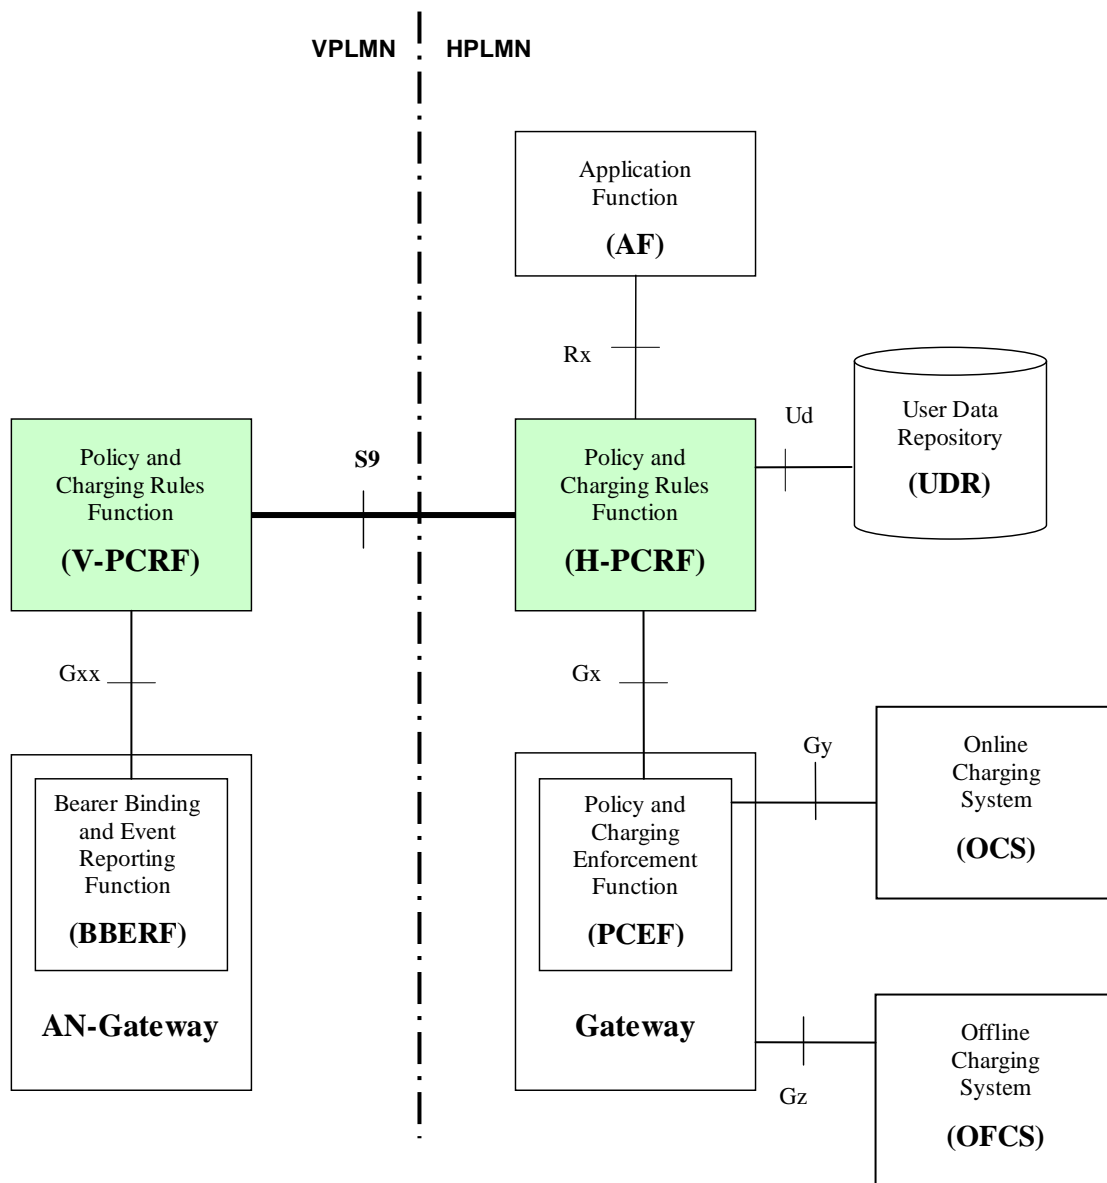 VPLMN
HPLMN
Application
Function
(AF)
Rx
Ud
User Data
Repository
(UDR)
Policy and
Charging Rules
Function
(V-PCRF)
S9
Policy and
Charging Rules
Function
(H-PCRF)
Gxx
Gx
Gy
Online
Charging
System
(OCS)
Bearer Binding
and Event
Reporting
Function
(BBERF)
AN-Gateway
Policy and
Charging
Enforcement
Function
(PCEF)
Gateway
Gz
Offline
Charging
System
(OFCS)